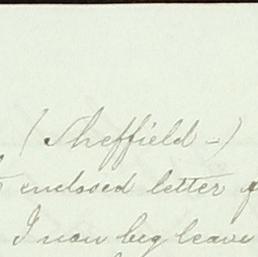 (Sheffield -)
enclosed letter
I now beg leave